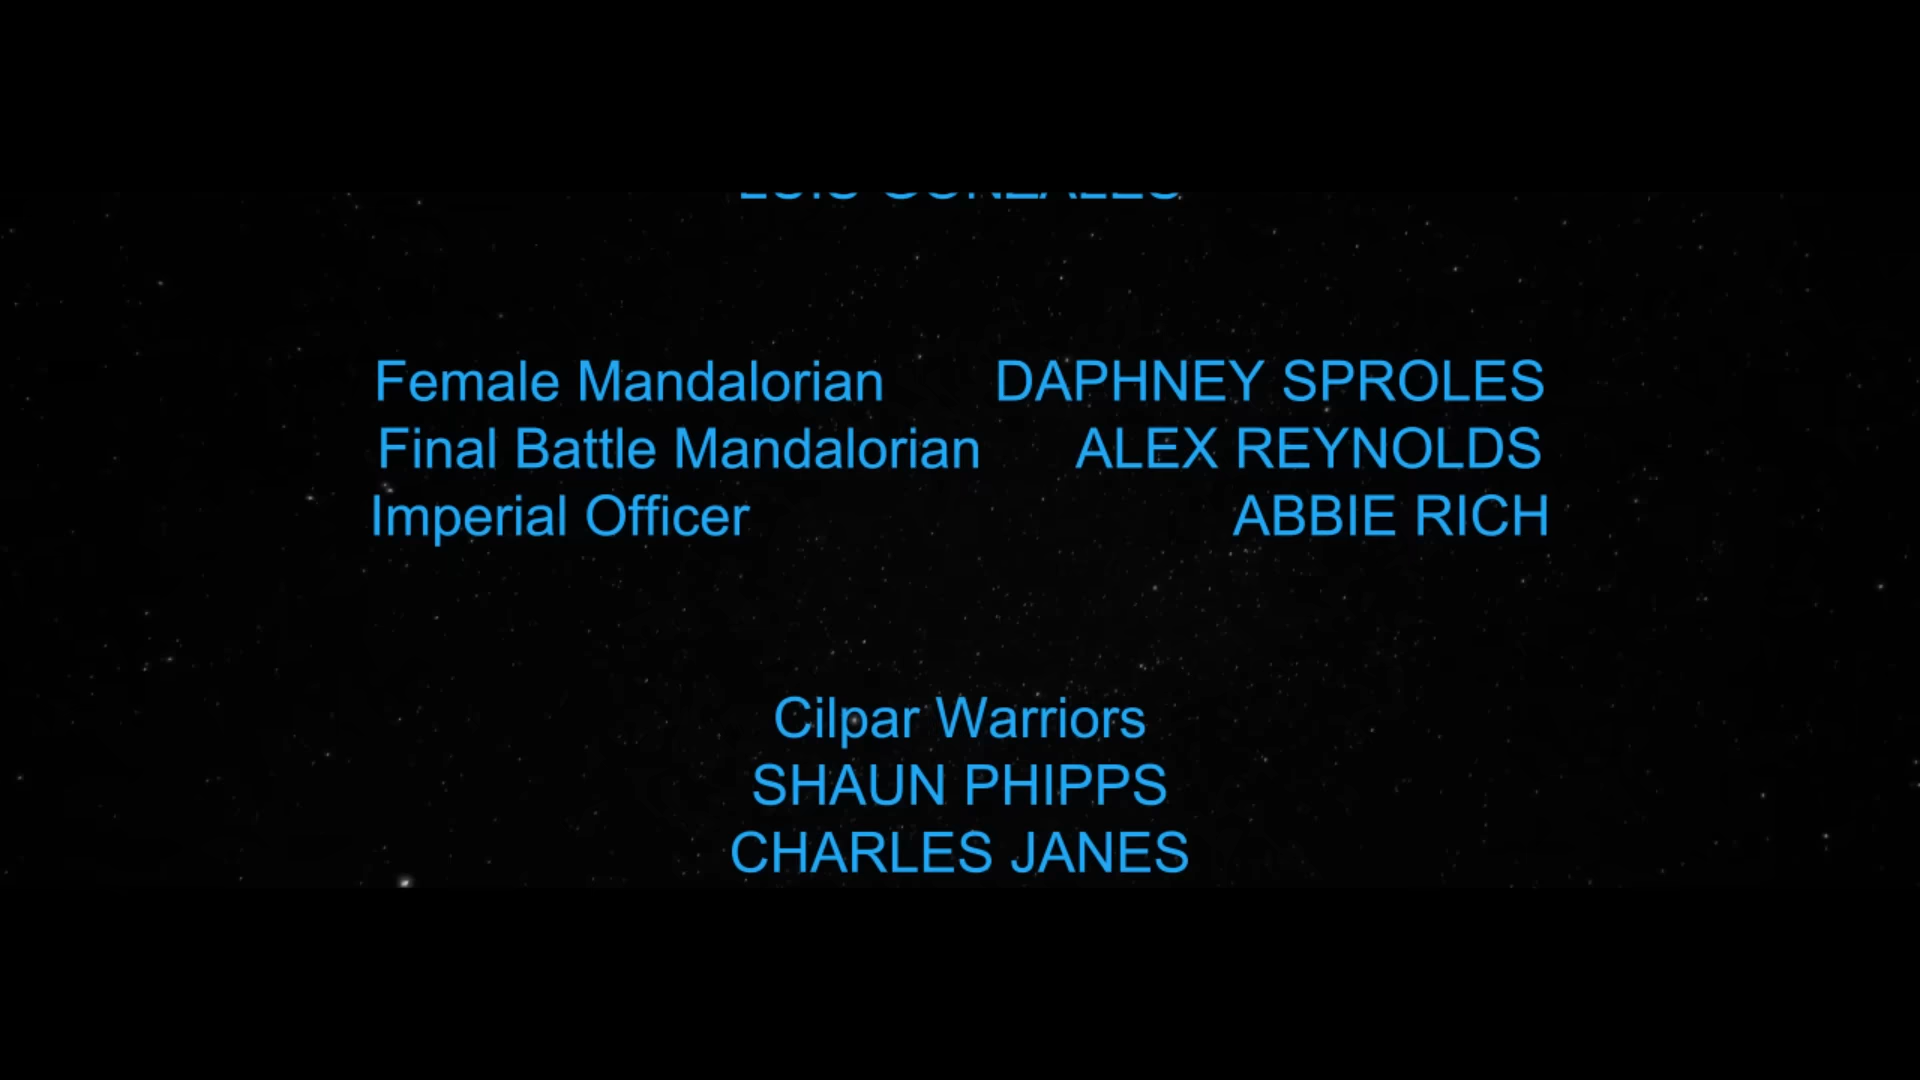 Female Mandalorian DAPHNEY SPROLES
Final Battle Mandalorian ALEX REYNOLDS
Imperial Officer ABBIE RICH
Cilpar Warriors
SHAUN PHIPPS
CHARLES JANES